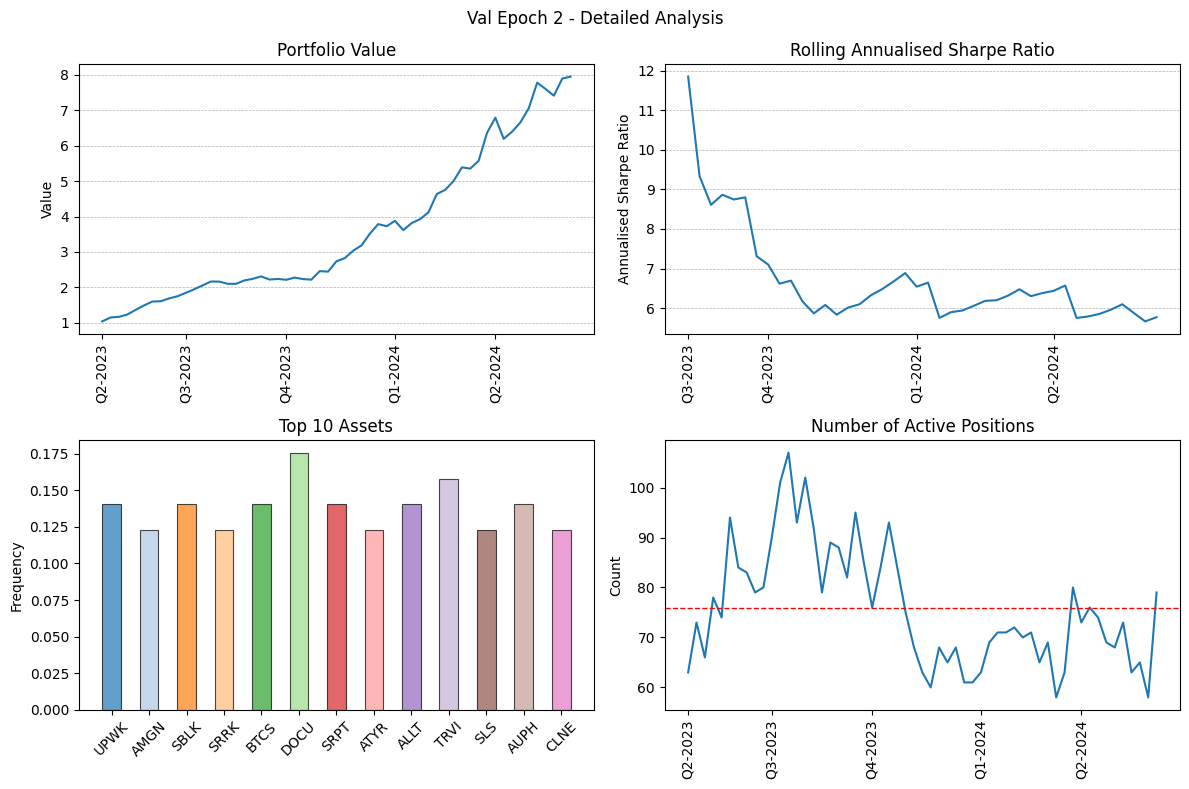 Val Epoch 2 - Detailed Analysis
Portfolio Value
Value
8
7
6
5
4
3
2
1
Q2-2023
Q3-2023
Q4-2023
Q1-2024
Q2-2024
Rolling Annualised Sharpe Ratio
Annualised Sharpe Ratio
12
11
10
9
8
7
6
Q3-2023
Q4-2023
Q1-2024
Q2-2024
Top 10 Assets
Frequency
0.175
0.150
0.125
0.100
0.075
0.050
0.025
0.000
UPWK
AMGN
SBLK
SRRK
BTCS
DOCU
SRPT
ATYR
ALLT
TRVI
SLS
AUPH
CLNE
Number of Active Positions
Count
100
90
80
70
60
Q2-2023
Q3-2023
Q4-2023
Q1-2024
Q2-2024